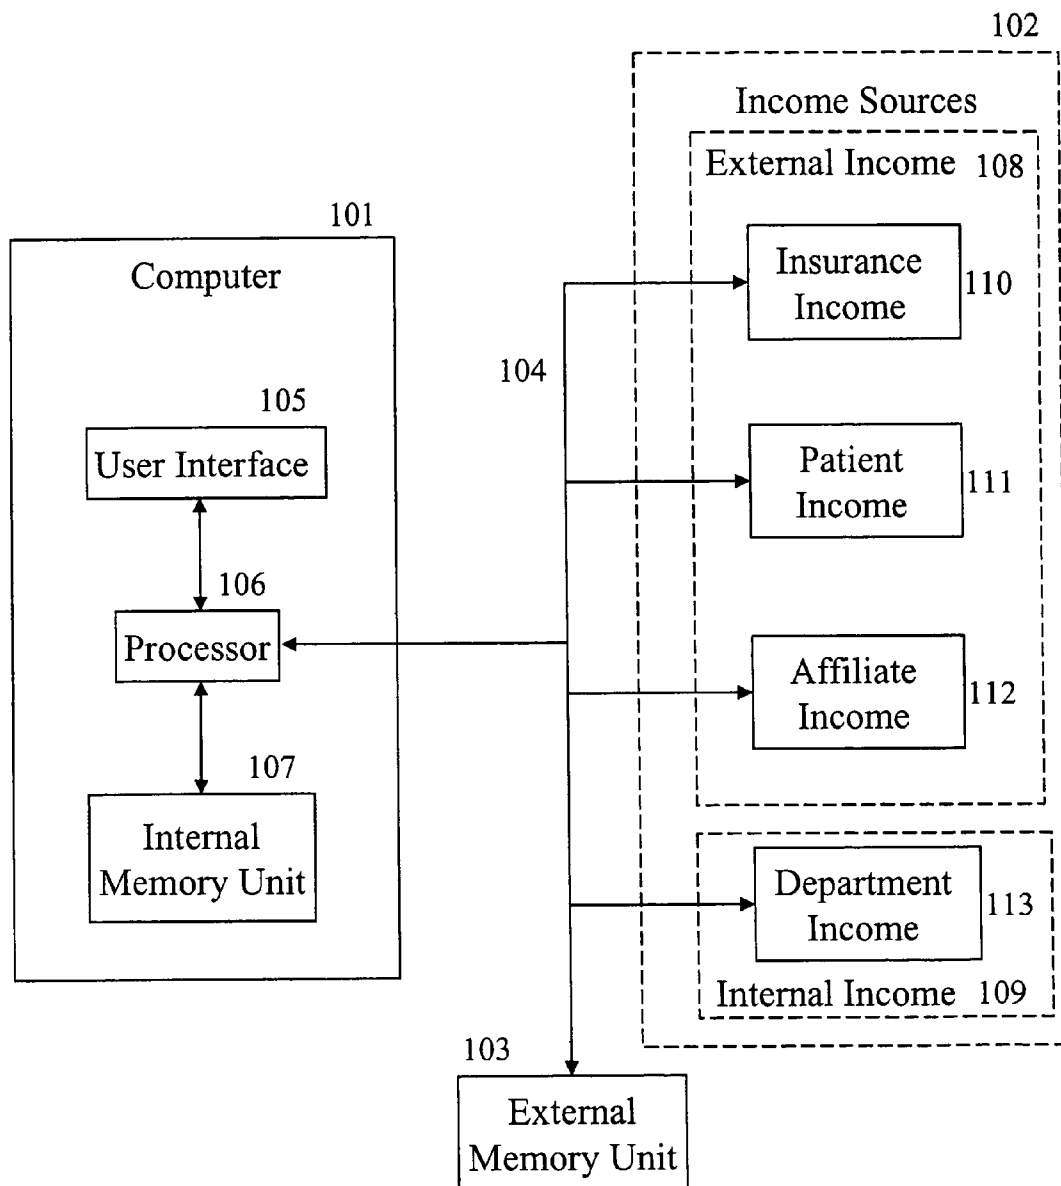 102
Income Sources
External Income 108
101
Computer
Insurance
Income
110
104
105
User Interface
Patient
Income
111
106
Processor
Affiliate
Income
112
107
Internal
Memory Unit
Department
Income
113
Internal Income 109
103
External
Memory Unit